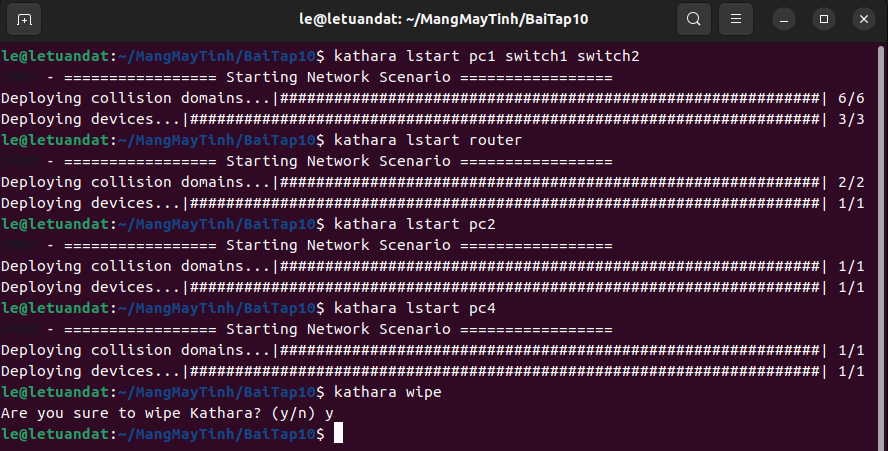 le@letuandat: ~/MangMayTinh/BaiTap10
le@letuandat:~/MangMayTinh/BaiTap10$ kathara lstart pc1 switch1 switch2
- ================= Starting Network Scenario =================
Deploying collision domains...|############################################################| 6/6
Deploying devices...|######################################################################| 3/3
le@letuandat:~/MangMayTinh/BaiTap10$ kathara lstart router
- ================= Starting Network Scenario =================
Deploying collision domains...|############################################################| 2/2
Deploying devices...|######################################################################| 1/1
le@letuandat:~/MangMayTinh/BaiTap10$ kathara lstart pc2
- ================= Starting Network Scenario =================
Deploying collision domains...|############################################################| 1/1
Deploying devices...|######################################################################| 1/1
le@letuandat:~/MangMayTinh/BaiTap10$ kathara lstart pc4
- ================= Starting Network Scenario =================
Deploying collision domains...|############################################################| 1/1
Deploying devices...|######################################################################| 1/1
le@letuandat:~/MangMayTinh/BaiTap10$ kathara wipe
Are you sure to wipe Kathara? (y/n) y
le@letuandat:~/MangMayTinh/BaiTap10$